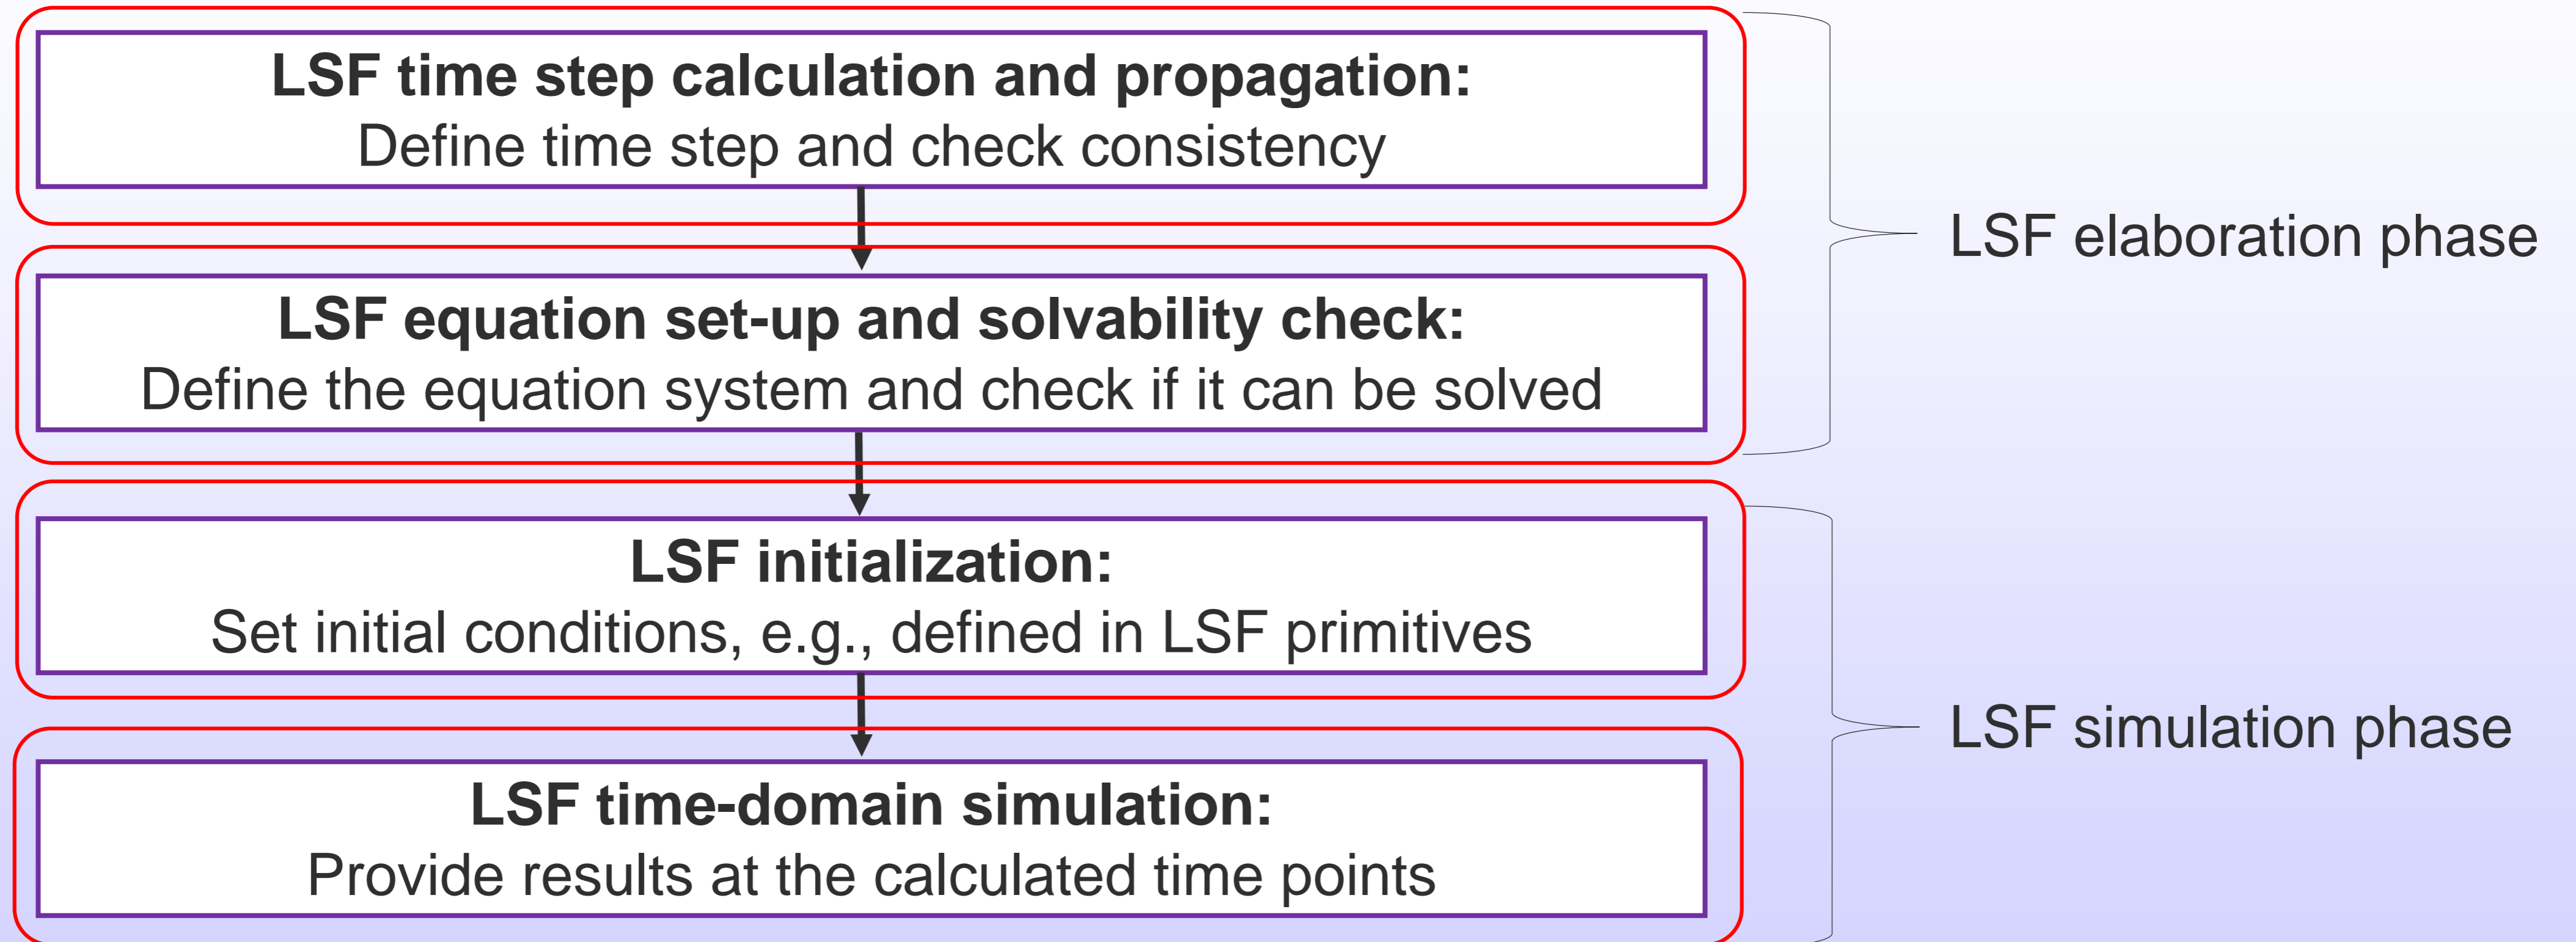 LSF time step calculation and propagation:
Define time step and check consistency
LSF elaboration phase
LSF equation set-up and solvability check:
Define the equation system and check if it can be solved
LSF initialization:
Set initial conditions, e.g., defined in LSF primitives
LSF simulation phase
LSF time-domain simulation:
Provide results at the calculated time points